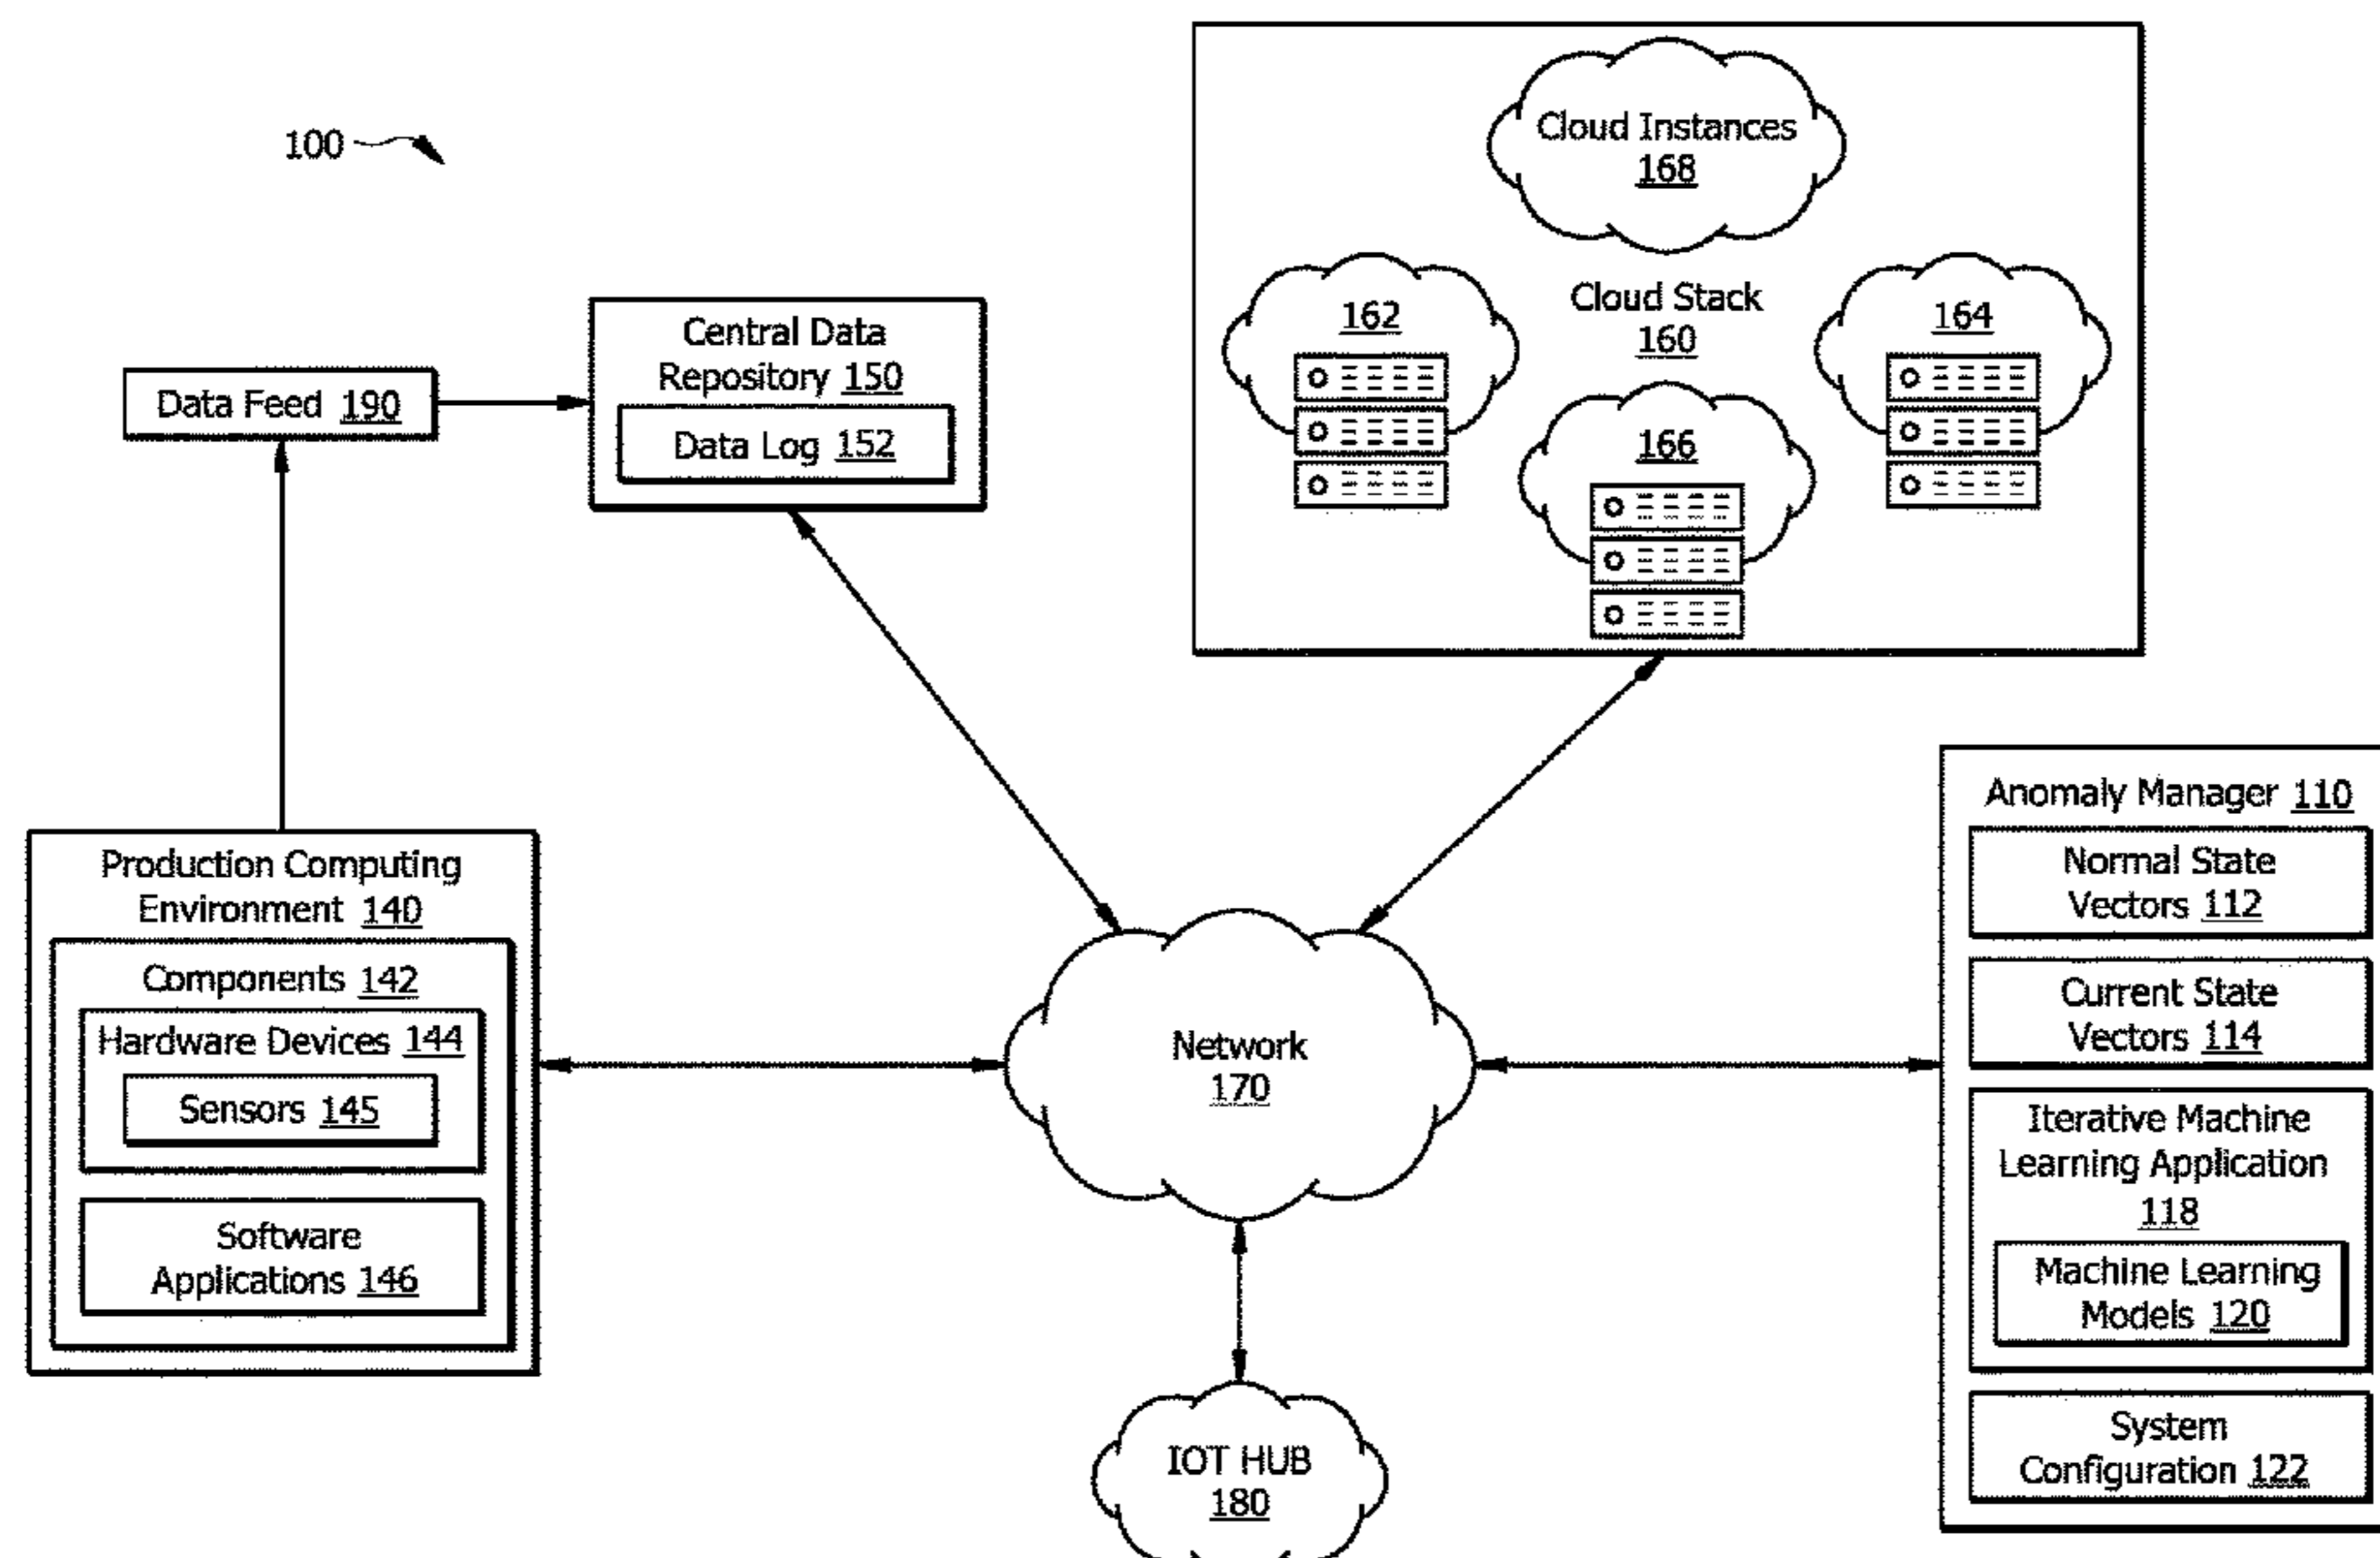 100
Cloud Instances
168
Cloud Stack
160
162
164
166
Central Data
Repository 150
Data Log 152
Data Feed 190
Production Computing
Environment 140
Components 142
Hardware Devices 144
Sensors 145
Software
Applications 146
Network
170
IOT HUB
180
Anomaly Manager 110
Normal State
Vectors 112
Current State
Vectors 114
Iterative Machine
Learning Application
118
Machine Learning
Models 120
System
Configuration 122